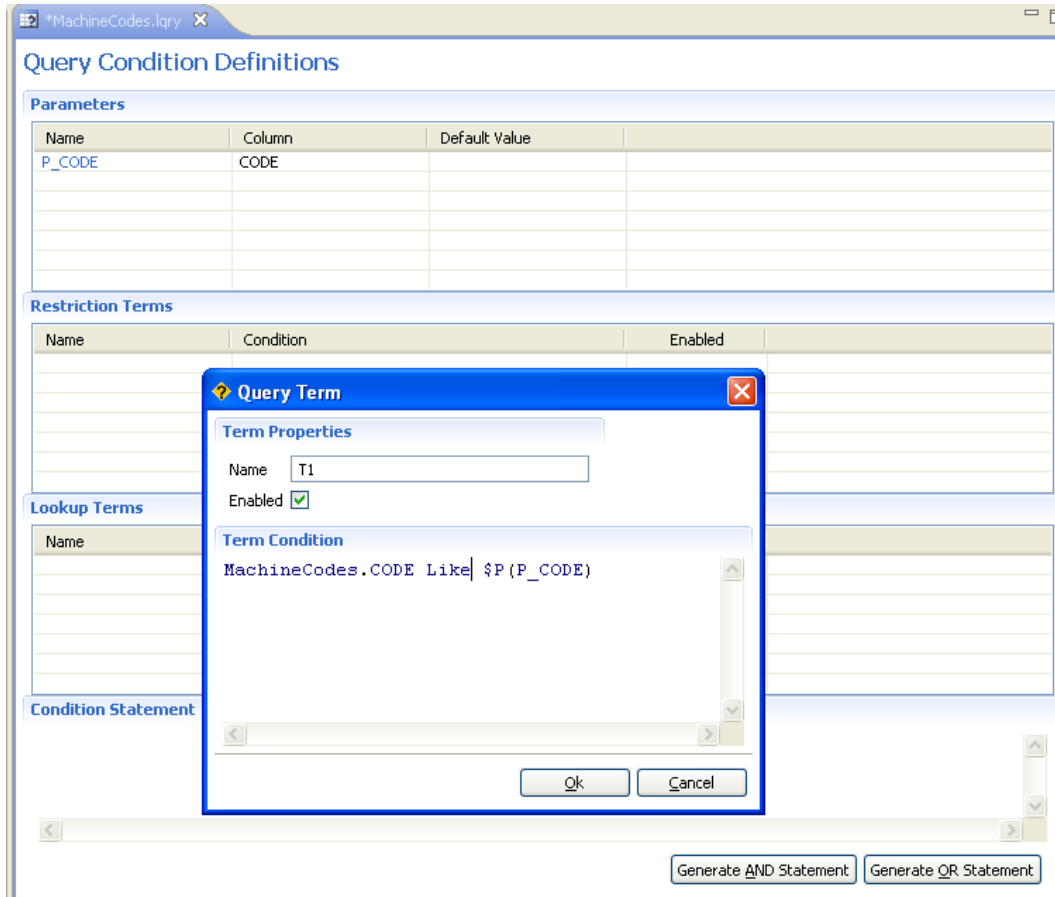 *MachineCodes.lqry
Query Condition Definitions
Parameters
Name Column Default Value
P_CODE CODE
Restriction Terms
Name Condition Enabled
Query Term
Term Properties
Name T1
Enabled
Lookup Terms
Name
Term Condition
MachineCodes.CODE Like $P(P_CODE)
Condition Statement
Ok Cancel
Generate AND Statement Generate OR Statement